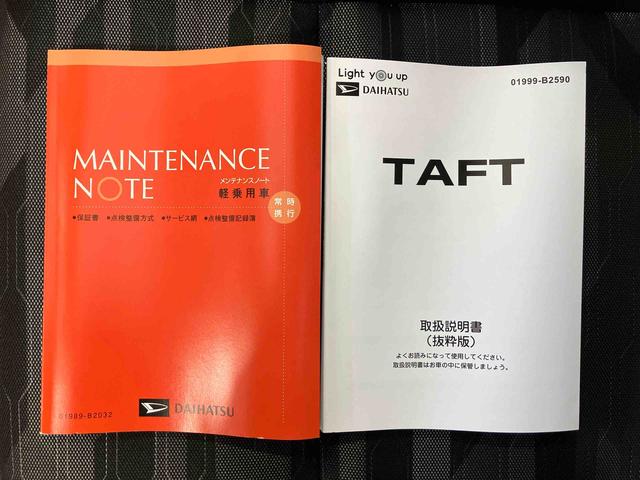 MAINTENANCE
NOTE
メンテナンスノート
軽乗用車
常時
携行
●保証書 ●点検整備方式 ●サービス網 ●点検整備記録簿
01989-B2032
DAIHATSU
Light you up
DAIHATSU
01999-B2590
TAFT
取扱説明書
(抜粋版)
よくお読みになって使用してください。
取扱説明書はお車の中に保管しましょう。